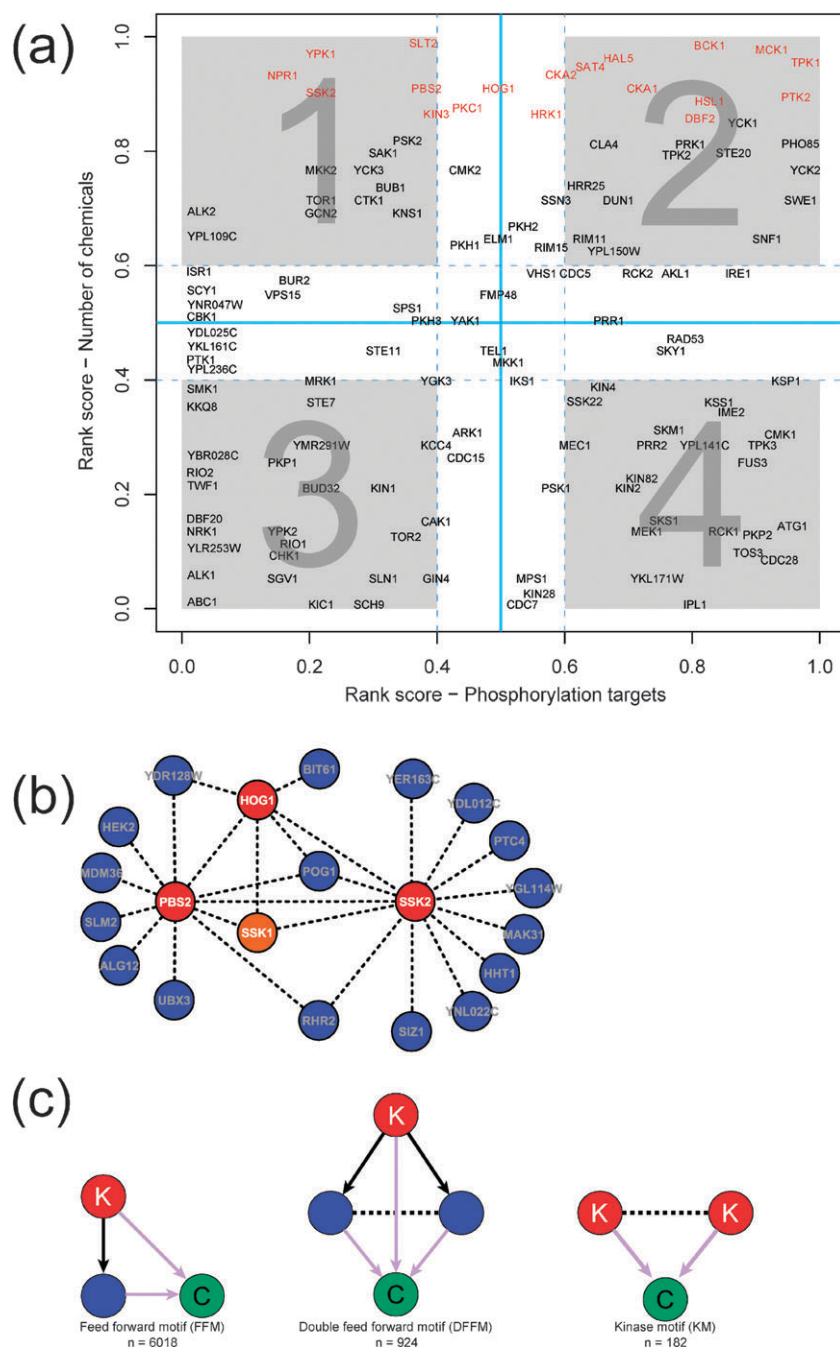 (a)
1.0
0.8
0.6
0.4
0.2
0.0
Rank score – Number of chemicals
0.0
0.2
0.4
0.6
0.8
1.0
Rank score – Phosphorylation targets
1
2
3
4
SLT2
YPK1
NPR1
SSK2
PBS2
KIN3
PKC1
HOG1
HRK1
CKA2
SAT4
HAL5
BCK1
MCK1
TPK1
CKA1
HSL1
PTK2
DBF2
YCK1
PSK2
SAK1
MKK2
YCK3
BUB1
TOR1
CTK1
GCN2
KNS1
ALK2
YPL109C
CMK2
CLA4
PRK1
TPK2
STE20
PHO85
YCK2
HRR25
SSN3
DUN1
SWE1
PKH2
ELM1
PKH1
RIM15
RIM11
YPL150W
SNF1
ISR1
BUR2
SCY1
VPS15
YNR047W
CBK1
SPS1
PKH3
YAK1
FMP48
VHS1
CDC5
RCK2
AKL1
IRE1
PRR1
YDL025C
YKL161C
PTK1
YPL236C
STE11
TEL1
MKK1
RAD53
SKY1
SMK1
MRK1
YGK3
IKS1
KIN4
KSP1
KKQ8
STE7
SSK22
KSS1
IME2
ARK1
YMR291W
KCC4
CDC15
MEC1
SKM1
PRR2
YPL141C
CMK1
TPK3
FUS3
YBR028C
PKP1
RIO2
TWF1
BUD32
KIN1
PSK1
KIN82
KIN2
DBF20
NRK1
YPK2
CAK1
TOR2
SKS1
MEK1
RCK1
PKP2
ATG1
YLR253W
RIO1
CHK1
TOS3
CDC28
ALK1
SGV1
SLN1
GIN4
MPS1
YKL171W
KIN28
ABC1
KIC1
SCH9
CDC7
IPL1
(b)
YDR128W
BIT61
YER163C
HOG1
YDL012C
HEK2
PTC4
MDM36
POG1
YGL114W
PBS2
SSK2
SLM2
SSK1
MAK31
ALG12
HHT1
UBX3
RHR2
SIZ1
YNL022C
(c)
K
C
Feed forward motif (FFM)
n = 6018
K
C
Double feed forward motif (DFFM)
n = 924
K
K
C
Kinase motif (KM)
n = 182